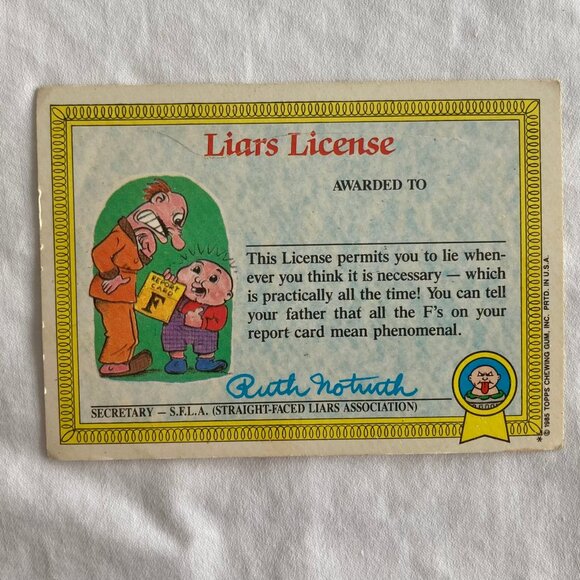 Liars License
AWARDED TO
This License permits you to lie when-
ever you think it is necessary — which
is practically all the time! You can tell
your father that all the F's on your
report card mean phenomenal.
REPORT
CARD
F
Ruth Notruth
SECRETARY — S.F.L.A. (STRAIGHT-FACED LIARS ASSOCIATION)
* © 1985 TOPPS CHEWING GUM, INC. PRTD. IN U.S.A.